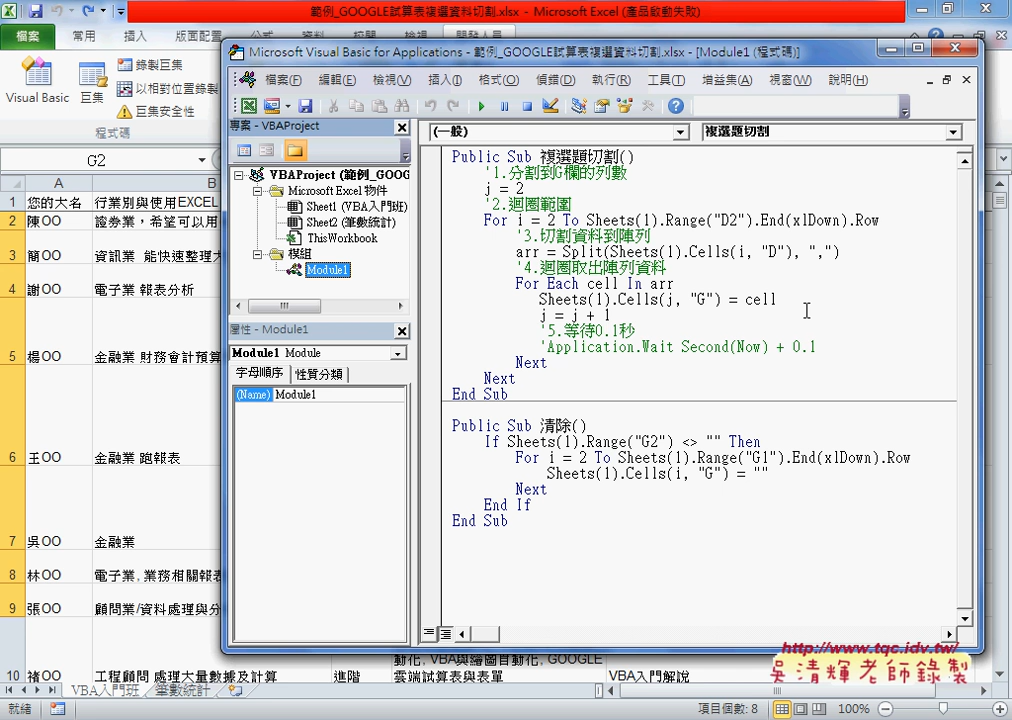 範例_GOOGLE試算表複選資料切割.xlsx - Microsoft Excel (產品啟動失敗)
檔案 常用 插入 版面配置
Visual Basic 巨集 錄製巨集
以相對位置錄製
巨集安全性
程式碼
G2
A B
1 您的大名 行業別與使用EXCEL
2 陳OO 證券業，希望可以用
3 簡OO 資訊業 能快速整理大
4 謝OO 電子業 報表分析
5 楊OO 金融業 財務會計預算
6 王OO 金融業 跑報表
7 吳OO 金融業
8 林OO 電子業,業務相關報表
9 張OO 顧問業/資料處理與分
動化, VBA與繪圖自動化, GOOGLE
10 褚OO 工程顧問 處理大量數據及計算 進階 雲端試算表與表單 VBA入門解說
VBA入門班 筆數統計
就緒 項目個數: 8 100%
Microsoft Visual Basic for Applications - 範例_GOOGLE試算表複選資料切割.xlsx - [Module1 (程式碼)]
檔案(F) 編輯(E) 檢視(V) 插入(I) 格式(O) 偵錯(D) 執行(R) 工具(T) 增益集(A) 視窗(W) 說明(H)
專案 - VBAProject
VBAProject (範例_GOOG
Microsoft Excel 物件
Sheet1 (VBA入門班)
Sheet2 (筆數統計)
ThisWorkbook
模組
Module1
屬性 - Module1
Module1 Module
字母順序 性質分類
(Name) Module1
(一般) 複選題切割
Public Sub 複選題切割()
'1.分割到G欄的列數
j = 2
'2.迴圈範圍
For i = 2 To Sheets(1).Range("D2").End(xlDown).Row
'3.切割資料到陣列
arr = Split(Sheets(1).Cells(i, "D"), ",")
'4.迴圈取出陣列資料
For Each cell In arr
Sheets(1).Cells(j, "G") = cell
j = j + 1
'5.等待0.1秒
'Application.Wait Second(Now) + 0.1
Next
Next
End Sub
Public Sub 清除()
If Sheets(1).Range("G2") <> "" Then
For i = 2 To Sheets(1).Range("G1").End(xlDown).Row
Sheets(1).Cells(i, "G") = ""
Next
End If
End Sub
http://www.tqc.idv.tw/
吳清輝老師錄製